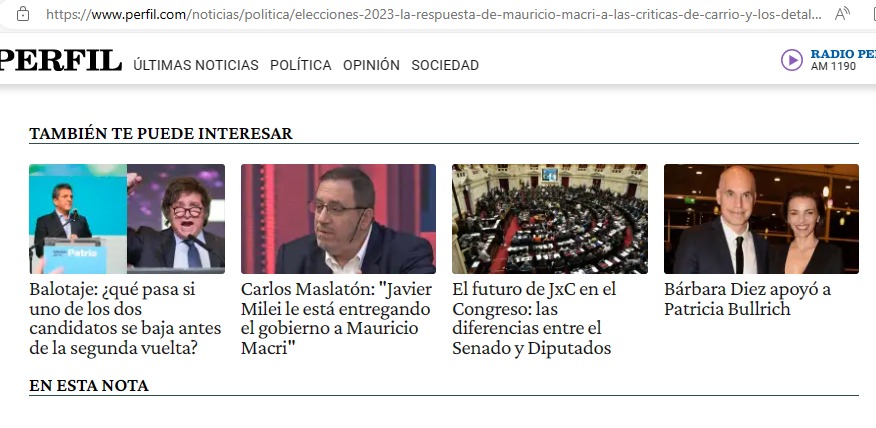 https://www.perfil.com/noticias/politica/elecciones-2023-la-respuesta-de-mauricio-macri-a-las-criticas-de-carrio-y-los-detal...
PERFIL
ÚLTIMAS NOTICIAS POLÍTICA OPINIÓN SOCIEDAD
RADIO PE
AM 1190
TAMBIÉN TE PUEDE INTERESAR
Patria
Balotaje: ¿qué pasa si
uno de los dos
candidatos se baja antes
de la segunda vuelta?
Carlos Maslatón: "Javier
Milei le está entregando
el gobierno a Mauricio
Macri"
El futuro de JxC en el
Congreso: las
diferencias entre el
Senado y Diputados
Bárbara Diez apoyó a
Patricia Bullrich
EN ESTA NOTA